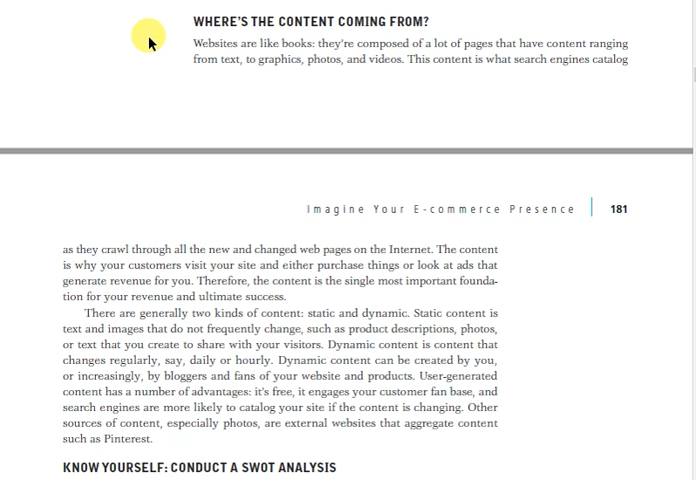 WHERE'S THE CONTENT COMING FROM?
Websites are like books: they're composed of a lot of pages that have content ranging
from text, to graphics, photos, and videos. This content is what search engines catalog
Imagine Your E-commerce Presence 181
as they crawl through all the new and changed web pages on the Internet. The content
is why your customers visit your site and either purchase things or look at ads that
generate revenue for you. Therefore, the content is the single most important founda-
tion for your revenue and ultimate success.
There are generally two kinds of content: static and dynamic. Static content is
text and images that do not frequently change, such as product descriptions, photos,
or text that you create to share with your visitors. Dynamic content is content that
changes regularly, say, daily or hourly. Dynamic content can be created by you,
or increasingly, by bloggers and fans of your website and products. User-generated
content has a number of advantages: it's free, it engages your customer fan base, and
search engines are more likely to catalog your site if the content is changing. Other
sources of content, especially photos, are external websites that aggregate content
such as Pinterest.
KNOW YOURSELF: CONDUCT A SWOT ANALYSIS